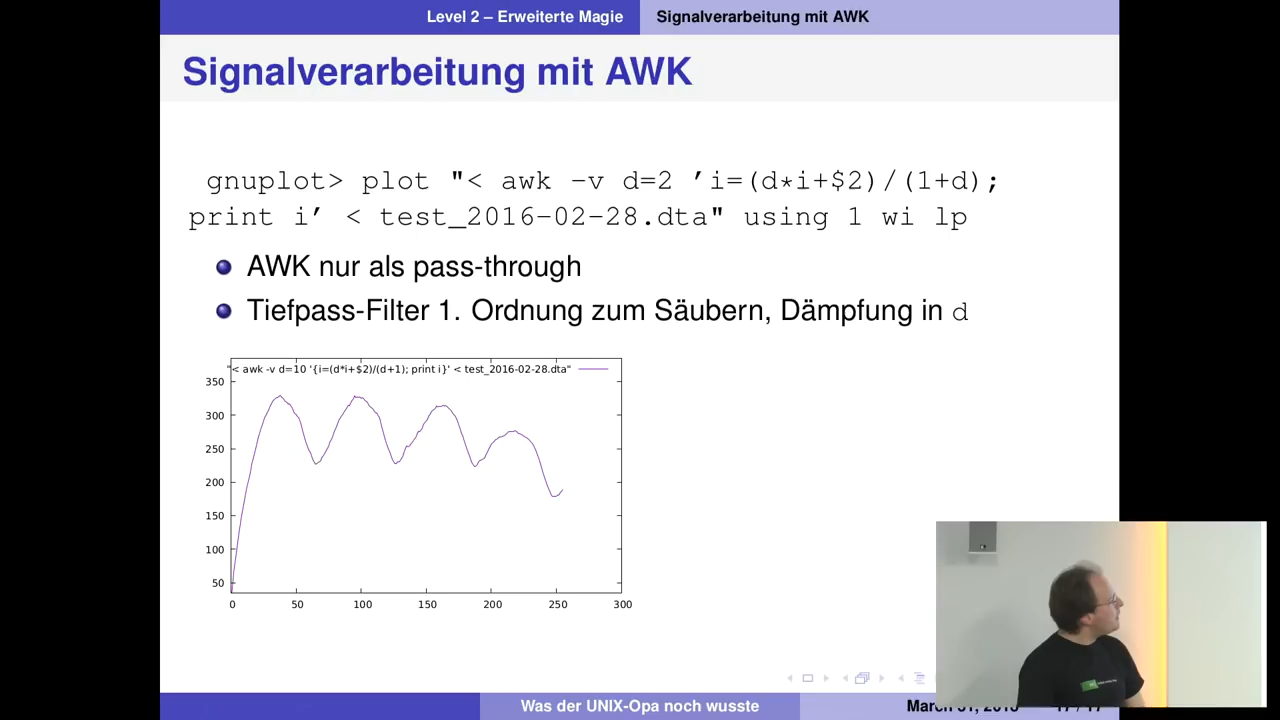 Level 2 – Erweiterte Magie
Signalverarbeitung mit AWK
Signalverarbeitung mit AWK
gnuplot> plot "< awk -v d=2 'i=(d*i+$2)/(1+d);
print i' < test_2016-02-28.dta" using 1 wi lp
AWK nur als pass-through
Tiefpass-Filter 1. Ordnung zum Säubern, Dämpfung in d
"< awk -v d=10 '{i=(d*i+$2)/(d+1); print i}' < test_2016-02-28.dta"
350
300
250
200
150
100
50
0 50 100 150 200 250 300
Was der UNIX-Opa noch wusste